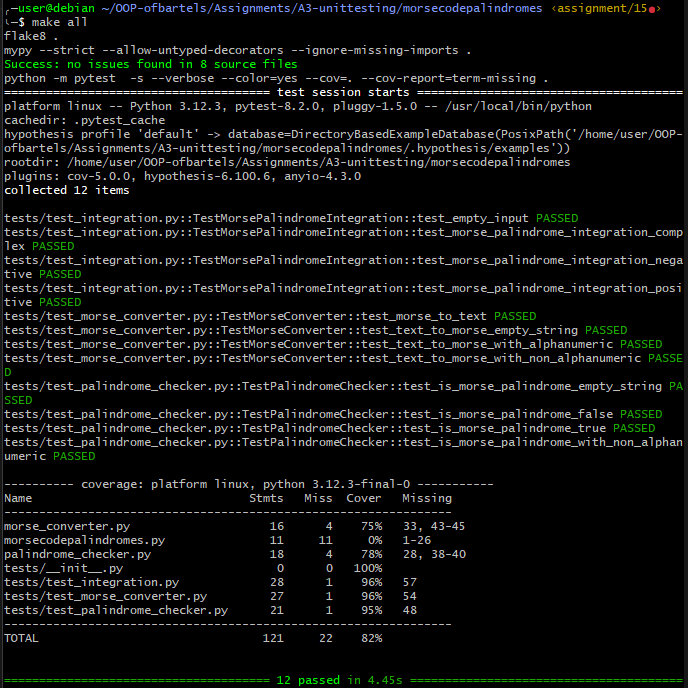 ╭─user@debian ~/OOP-ofbartels/Assignments/A3-unittesting/morsecodepalindromes ‹assignment/15●›
╰─$ make all
flake8 .
mypy --strict --allow-untyped-decorators --ignore-missing-imports .
Success: no issues found in 8 source files
python -m pytest  -s --verbose --color=yes --cov=. --cov-report=term-missing .
====================================== test session starts ======================================
platform linux -- Python 3.12.3, pytest-8.2.0, pluggy-1.5.0 -- /usr/local/bin/python
cachedir: .pytest_cache
hypothesis profile 'default' -> database=DirectoryBasedExampleDatabase(PosixPath('/home/user/OOP-
ofbartels/Assignments/A3-unittesting/morsecodepalindromes/.hypothesis/examples'))
rootdir: /home/user/OOP-ofbartels/Assignments/A3-unittesting/morsecodepalindromes
plugins: cov-5.0.0, hypothesis-6.100.6, anyio-4.3.0
collected 12 items
tests/test_integration.py::TestMorsePalindromeIntegration::test_empty_input PASSED
tests/test_integration.py::TestMorsePalindromeIntegration::test_morse_palindrome_integration_comp
lex PASSED
tests/test_integration.py::TestMorsePalindromeIntegration::test_morse_palindrome_integration_nega
tive PASSED
tests/test_integration.py::TestMorsePalindromeIntegration::test_morse_palindrome_integration_posi
tive PASSED
tests/test_morse_converter.py::TestMorseConverter::test_morse_to_text PASSED
tests/test_morse_converter.py::TestMorseConverter::test_text_to_morse_empty_string PASSED
tests/test_morse_converter.py::TestMorseConverter::test_text_to_morse_with_alphanumeric PASSED
tests/test_morse_converter.py::TestMorseConverter::test_text_to_morse_with_non_alphanumeric PASSE
D
tests/test_palindrome_checker.py::TestPalindromeChecker::test_is_morse_palindrome_empty_string PA
SSED
tests/test_palindrome_checker.py::TestPalindromeChecker::test_is_morse_palindrome_false PASSED
tests/test_palindrome_checker.py::TestPalindromeChecker::test_is_morse_palindrome_true PASSED
tests/test_palindrome_checker.py::TestPalindromeChecker::test_is_morse_palindrome_with_non_alphan
umeric PASSED
---------- coverage: platform linux, python 3.12.3-final-0 -----------
Name                               Stmts   Miss  Cover   Missing
----------------------------------------------------------------
morse_converter.py                    16      4    75%   33, 43-45
morsecodepalindromes.py               11     11     0%   1-26
palindrome_checker.py                 18      4    78%   28, 38-40
tests/__init__.py                      0      0   100%
tests/test_integration.py             28      1    96%   57
tests/test_morse_converter.py         27      1    96%   54
tests/test_palindrome_checker.py      21      1    95%   48
----------------------------------------------------------------
TOTAL                                121     22    82%
====================================== 12 passed in 4.45s =======================================